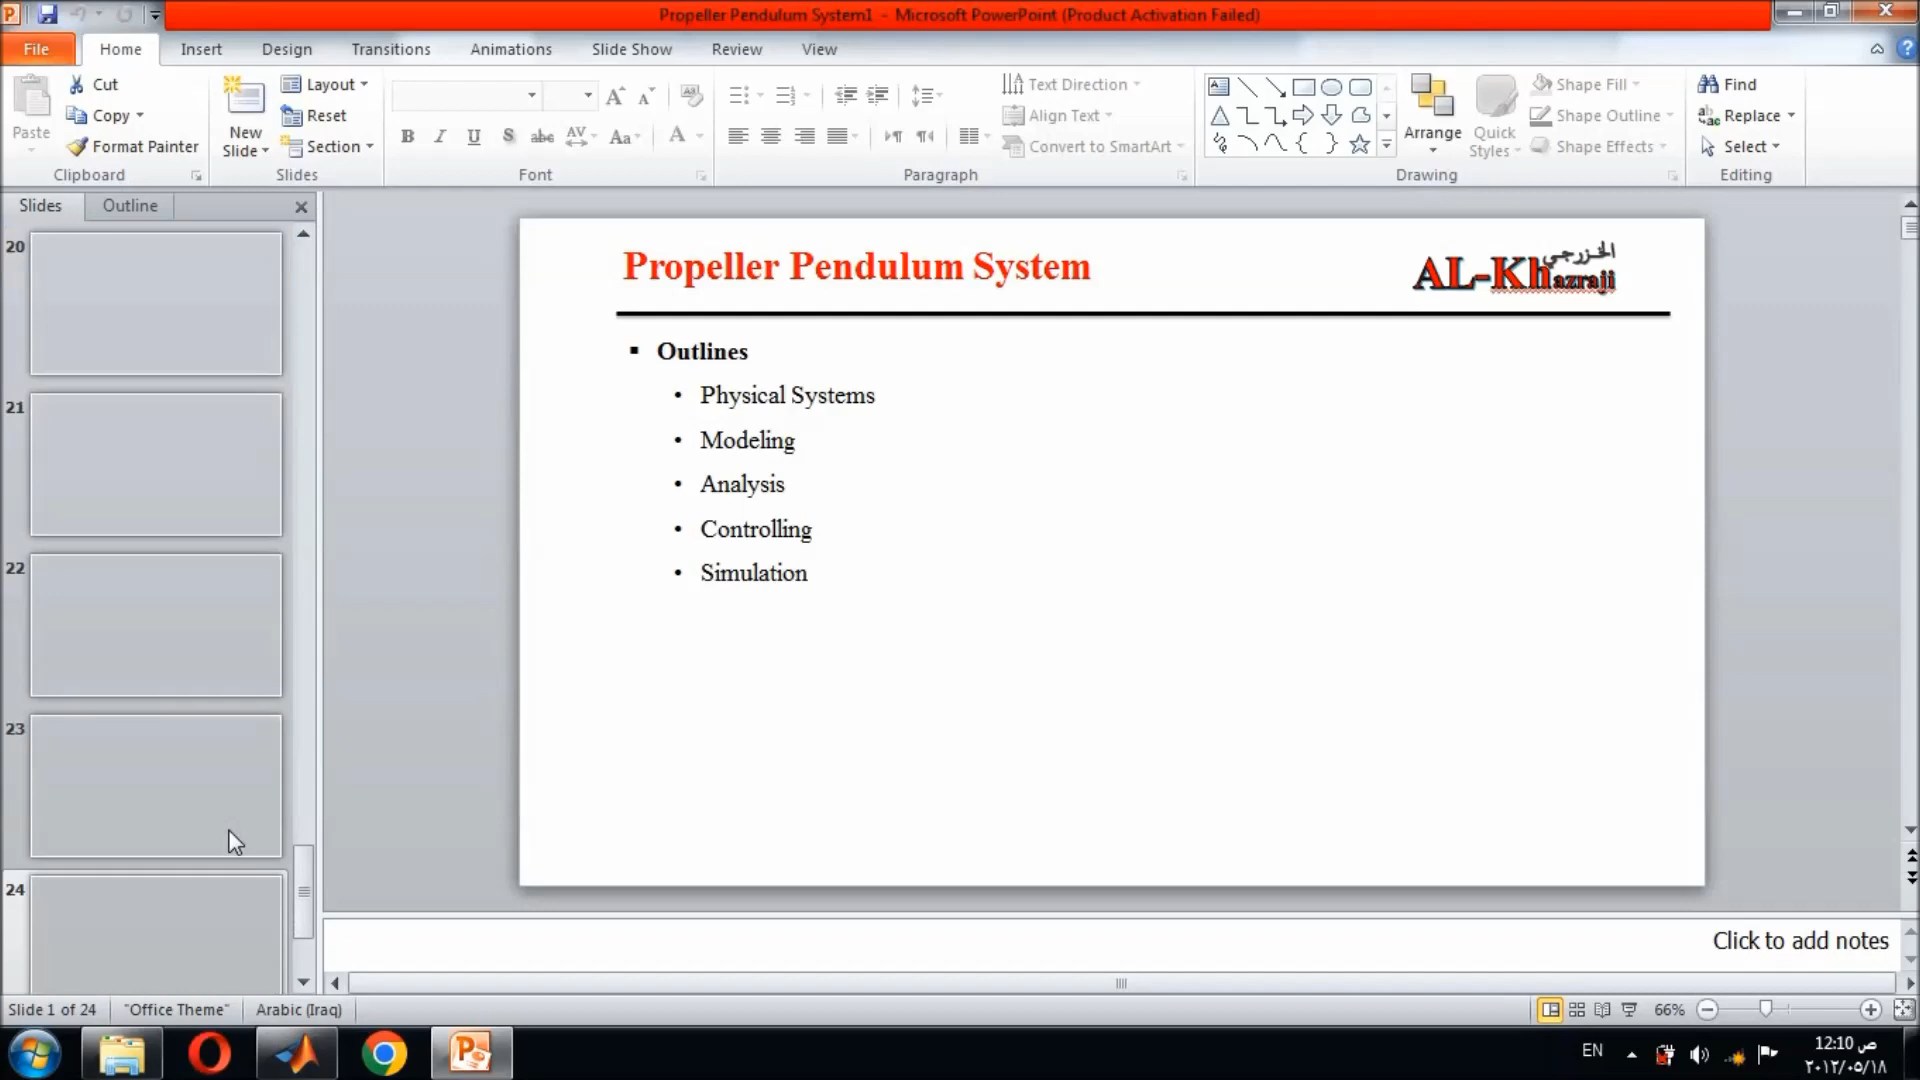 Propeller Pendulum System1 - Microsoft PowerPoint (Product Activation Failed)
File Home Insert Design Transitions Animations Slide Show Review View
Paste
Cut
Copy
Format Painter
Clipboard
New Slide
Layout
Reset
Section
Slides
Font
Text Direction
Align Text
Convert to SmartArt
Paragraph
Arrange
Quick Styles
Shape Fill
Shape Outline
Shape Effects
Drawing
Find
Replace
Select
Editing
Slides Outline
20
21
22
23
24
Propeller Pendulum System
الخزرجي
AL-Khazraji
▪ Outlines
• Physical Systems
• Modeling
• Analysis
• Controlling
• Simulation
Click to add notes
Slide 1 of 24 "Office Theme" Arabic (Iraq) 66%
EN
12:10 ص
٢٠١٢/٠٥/١٨